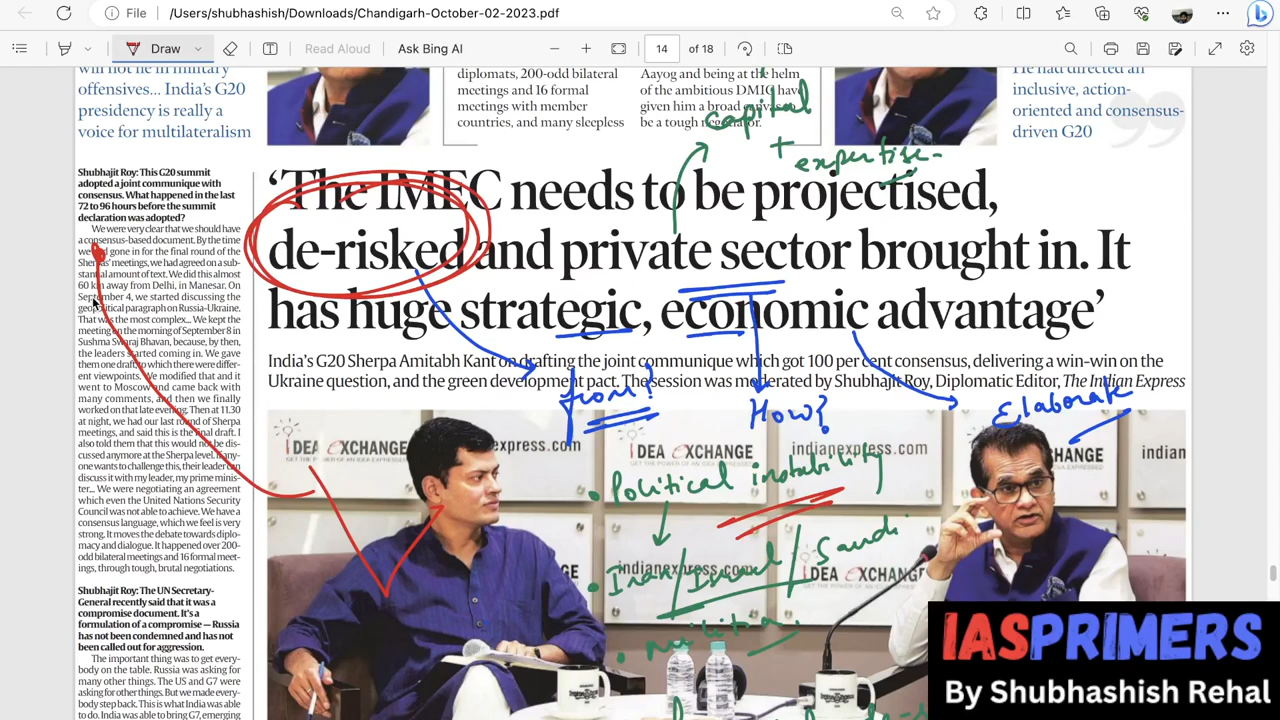 File
/Users/shubhashish/Downloads/Chandigarh-October-02-2023.pdf
Draw
Read Aloud
Ask Bing AI
14
of 18
will not lie in military
offensives... India's G20
presidency is really a
voice for multilateralism
diplomats, 200-odd bilateral
meetings and 16 formal
meetings with member
countries, and many sleepless
Aayog and being at the helm
of the ambitious DMIC have
given him a broad canvas to
be a tough negotiator.
He had directed an
inclusive, action-
oriented and consensus-
driven G20
capital
+ expertise
Shubhajit Roy: This G20 summit
adopted a joint communique with
consensus. What happened in the last
72 to 96 hours before the summit
declaration was adopted?
We were very clear that we should have
a consensus-based document. By the time
we had gone in for the final round of the
Sherpas' meetings, we had agreed on a sub-
stantial amount of text. We did this almost
60 km away from Delhi, in Manesar. On
September 4, we started discussing the
geopolitical paragraph on Russia-Ukraine.
That was the most complex... We kept the
meeting on the morning of September 8 in
Sushma Swaraj Bhavan, because, by then,
the leaders started coming in. We gave
them one draft, to which there were differ-
ent viewpoints. We modified that and it
went to Moscow and came back with
many comments, and then we finally
worked on that late evening. Then at 11.30
at night, we had our last round of Sherpa
meetings, and said this is the final draft. I
also told them that this would not be dis-
cussed anymore at the Sherpa level. If any-
one wants to challenge this, their leader can
discuss it with my leader, my prime minis-
ter... We were negotiating an agreement
which even the United Nations Security
Council was not able to achieve. We have a
consensus language, which we feel is very
strong. It moves the debate towards diplo-
macy and dialogue. It happened over 200-
odd bilateral meetings and 16 formal meet-
ings, through tough, brutal negotiations.
Shubhajit Roy: The UN Secretary-
General recently said that it was a
compromise document. It's a
formulation of a compromise — Russia
has not been condemned and has not
been called out for aggression.
The important thing was to get every-
body on the table. Russia was asking for
many other things. The US and G7 were
asking for other things. But we made every-
body step back. This is what India was able
to do. India was able to bring G7, emerging
'The IMEC needs to be projectised,
de-risked and private sector brought in. It
has huge strategic, economic advantage'
India's G20 Sherpa Amitabh Kant on drafting the joint communique which got 100 per cent consensus, delivering a win-win on the
Ukraine question, and the green development pact. The session was moderated by Shubhajit Roy, Diplomatic Editor, The Indian Express
from?
How?
Elaborate
IDEA EXCHANGE
GET THE POWER OF AN IDEA EXPRESSED
express.com
IDEA EXCHANGE
indianexpress.com
IDEA EXCHANGE
indian
• Political instability
• Iran/Israel/Saudi
indianexpress.com
IDEA EXCHANGE
IASPRIMERS
By Shubhashish Rehal